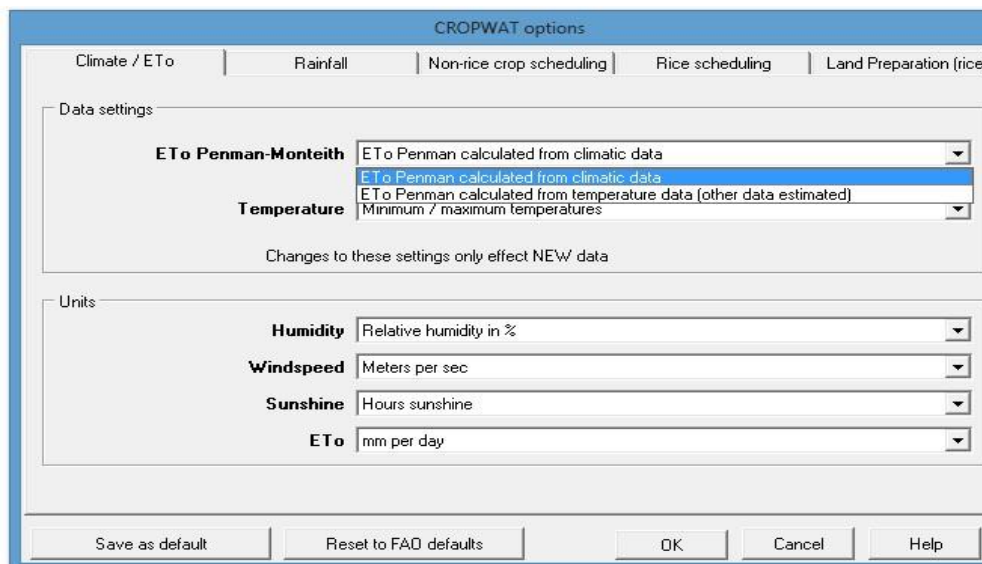 CROPWAT options
Climate / ETo Rainfall Non-rice crop scheduling Rice scheduling Land Preparation (rice
Data settings
ETo Penman-Monteith ETo Penman calculated from climatic data
ETo Penman calculated from climatic data
ETo Penman calculated from temperature data (other data estimated)
Temperature Minimum / maximum temperatures
Changes to these settings only effect NEW data
Units
Humidity Relative humidity in %
Windspeed Meters per sec
Sunshine Hours sunshine
ETo mm per day
Save as default Reset to FAO defaults OK Cancel Help